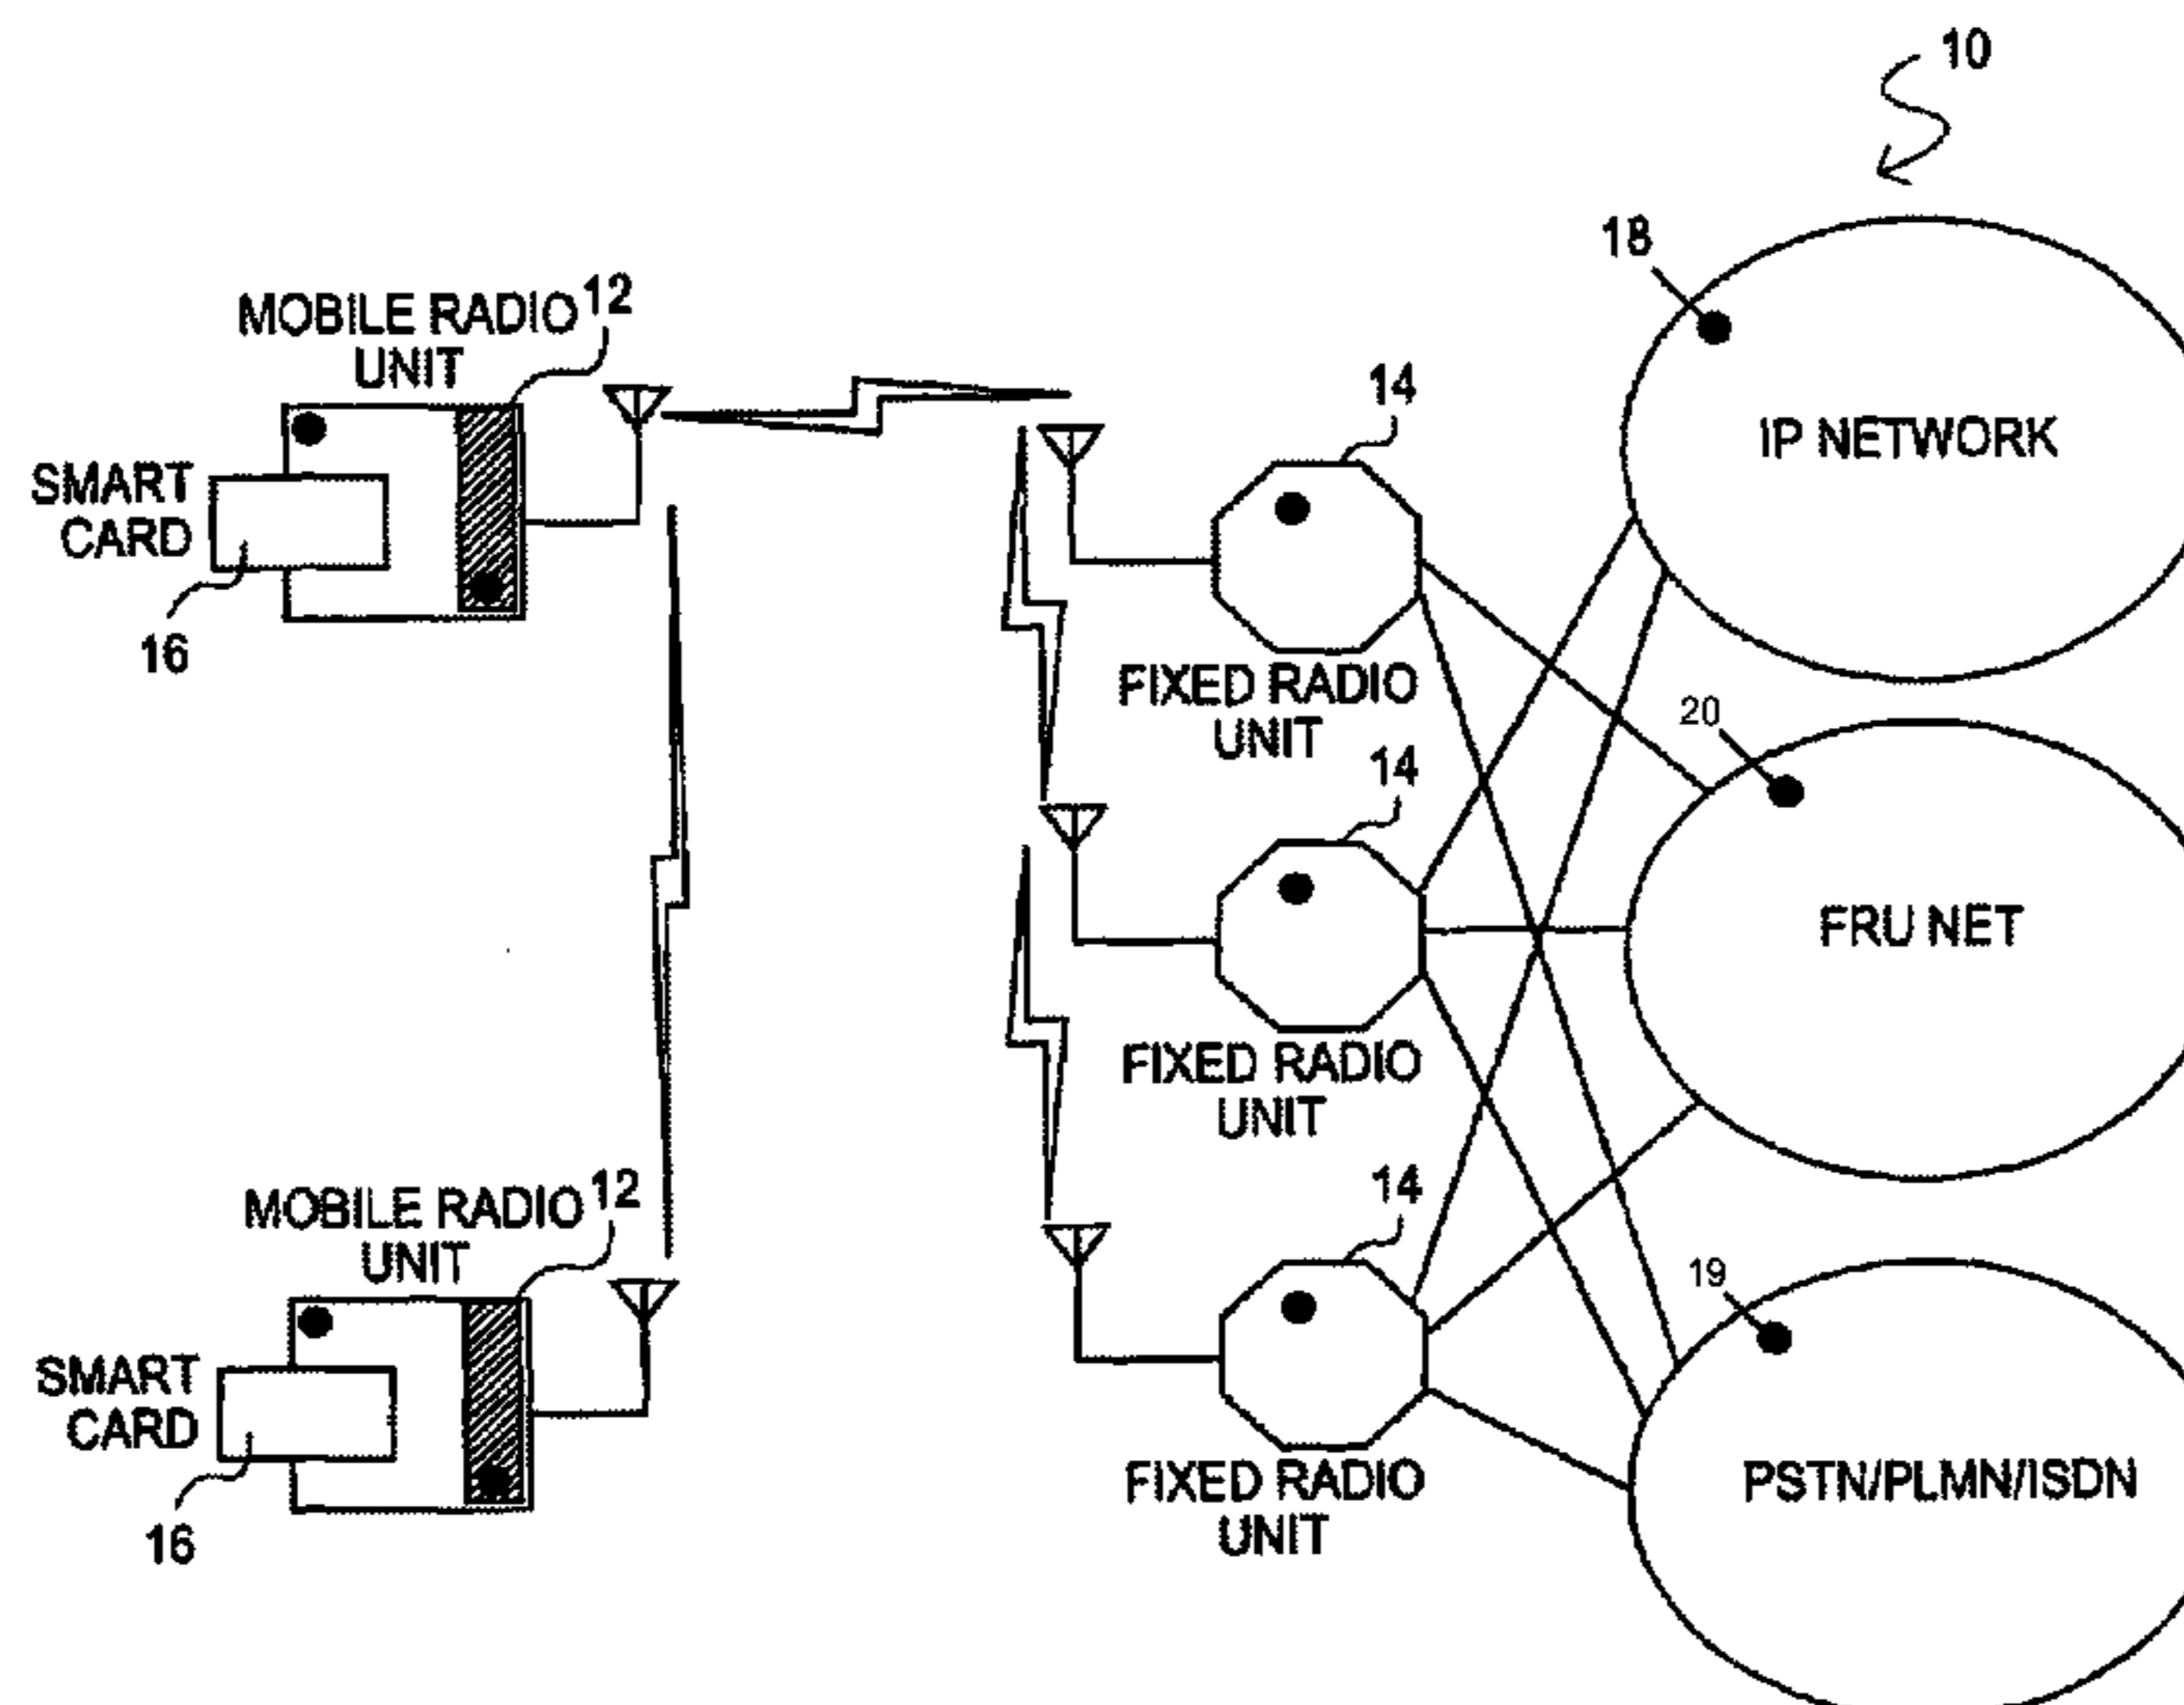 10
18
MOBILE RADIO 12
UNIT
14
IP NETWORK
SMART
CARD
16
FIXED RADIO
UNIT
20
14
FRU NET
FIXED RADIO
UNIT
MOBILE RADIO 12
UNIT
14
19
SMART
CARD
16
FIXED RADIO
UNIT
PSTN/PLMN/ISDN